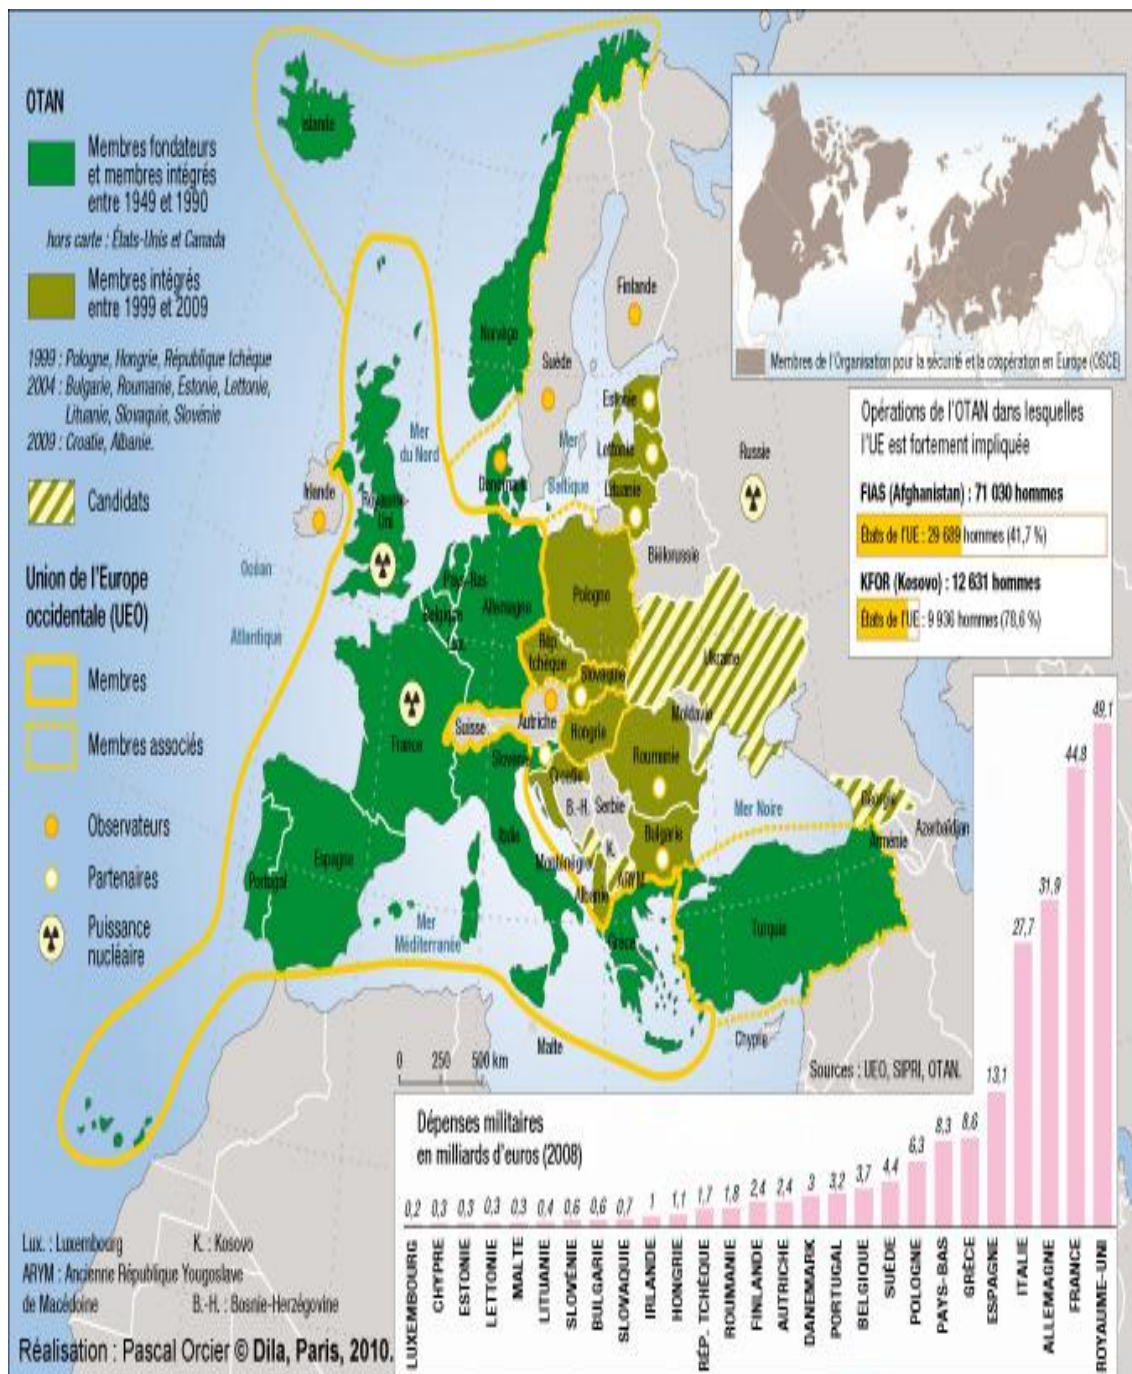 OTAN
Membres fondateurs
et membres intégrés
entre 1949 et 1990
hors carte : États-Unis et Canada
Membres intégrés
entre 1999 et 2009
1999 : Pologne, Hongrie, République tchèque
2004 : Bulgarie, Roumanie, Estonie, Lettonie,
Lituanie, Slovaquie, Slovénie
2009 : Croatie, Albanie.
Candidats
Union de l'Europe
occidentale (UEO)
Membres
Membres associés
Observateurs
Partenaires
Puissance
nucléaire
Islande
Norvège
Suède
Finlande
Estonie
Lettonie
Lituanie
Russie
Biélorussie
Mer
du Nord
Mer
Baltique
Danemark
Irlande
Royaume-
Uni
Océan
Atlantique
Pays-Bas
Belgique
Lux.
Allemagne
Pologne
Rép.
tchèque
Slovaquie
Ukraine
Moldavie
Autriche
Suisse
Hongrie
France
Slovénie
Croatie
Roumanie
B.-H.
Serbie
Italie
Monténégro
K.
Bulgarie
Mer Noire
Géorgie
Arménie
Azerbaïdjan
Albanie
ARYM
Espagne
Portugal
Mer
Méditerranée
Grèce
Turquie
Malte
Chypre
0 250 500 km
Membres de l'Organisation pour la sécurité et la coopération en Europe (OSCE)
Opérations de l'OTAN dans lesquelles
l'UE est fortement impliquée
FIAS (Afghanistan) : 71 030 hommes
États de l'UE : 29 689 hommes (41,7 %)
KFOR (Kosovo) : 12 631 hommes
États de l'UE : 9 936 hommes (78,6 %)
Sources : UEO, SIPRI, OTAN.
Dépenses militaires
en milliards d'euros (2008)
0,2 0,3 0,3 0,3 0,3 0,4 0,6 0,6 0,7 1 1,1 1,7 1,8 2,4 2,4 3 3,2 3,7 4,4 6,3 8,3 8,6 13,1 27,7 31,9 44,8 49,1
LUXEMBOURG
CHYPRE
ESTONIE
LETTONIE
MALTE
LITUANIE
SLOVÉNIE
BULGARIE
SLOVAQUIE
IRLANDE
HONGRIE
RÉP. TCHÈQUE
ROUMANIE
FINLANDE
AUTRICHE
DANEMARK
PORTUGAL
BELGIQUE
SUÈDE
POLOGNE
PAYS-BAS
GRÈCE
ESPAGNE
ITALIE
ALLEMAGNE
FRANCE
ROYAUME-UNI
Lux. : Luxembourg K. : Kosovo
ARYM : Ancienne République Yougoslave
de Macédoine B.-H. : Bosnie-Herzégovine
Réalisation : Pascal Orcier © Dila, Paris, 2010.